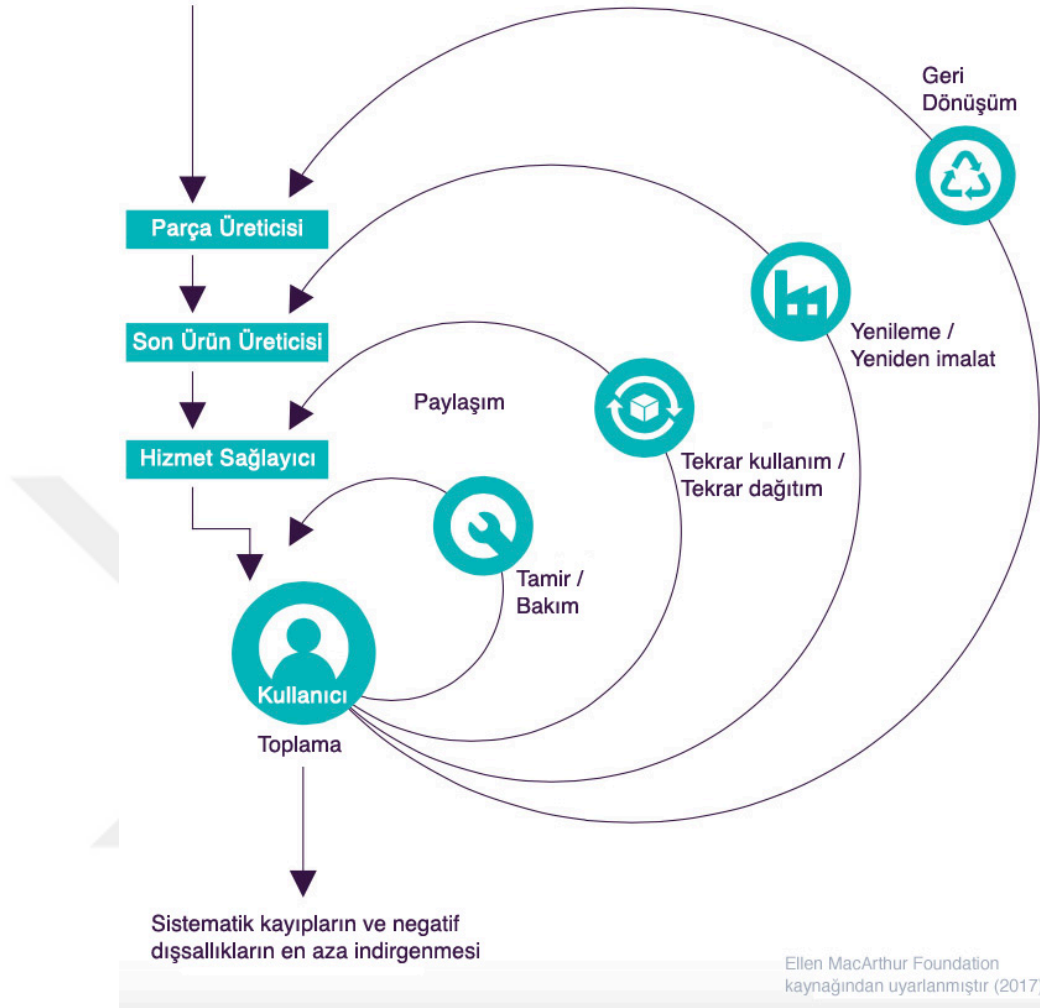 Geri
Dönüşüm
Parça Üreticisi
Son Ürün Üreticisi
Yenileme /
Yeniden imalat
Paylaşım
Hizmet Sağlayıcı
Tekrar kullanım /
Tekrar dağıtım
Tamir /
Bakım
Kullanıcı
Toplama
Sistematik kayıpların ve negatif
dışsallıkların en aza indirgenmesi
Ellen MacArthur Foundation
kaynağından uyarlanmıştır (2017)